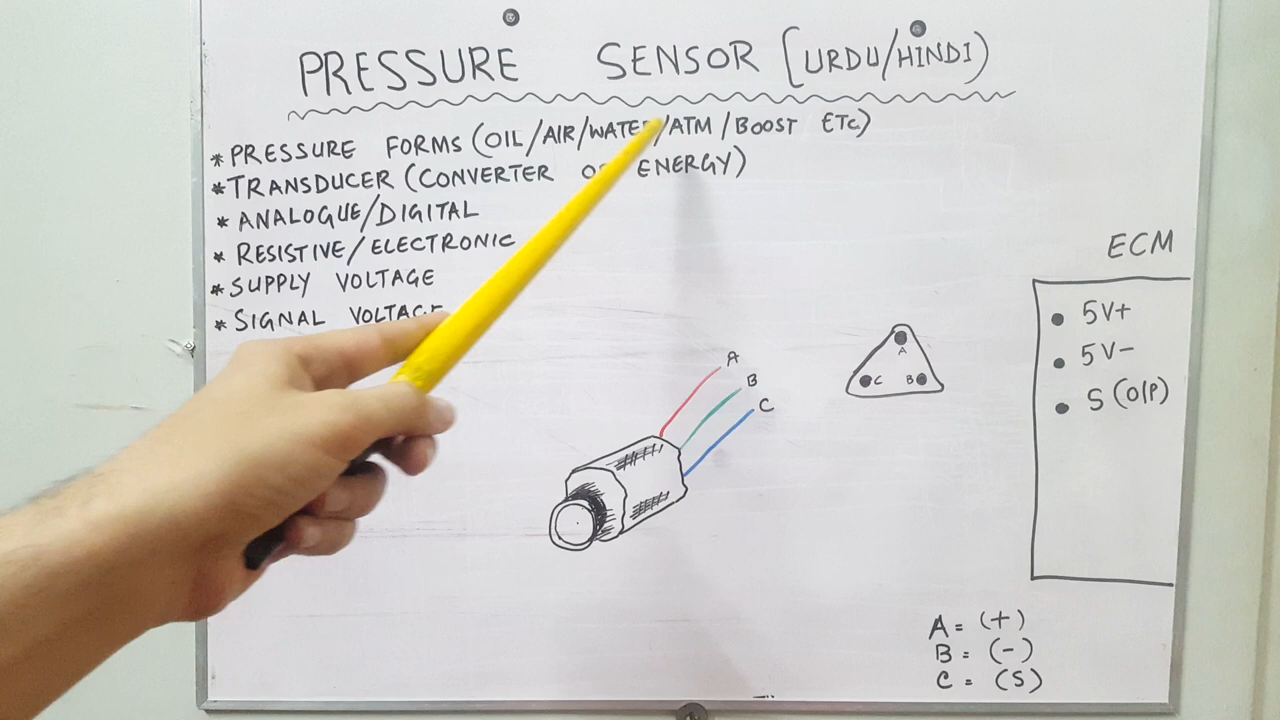 PRESSURE SENSOR [URDU/HINDI)
*PRESSURE FORMS (OIL/AIR/WATER/ATM/BOOST ETC)
*TRANSDUCER (CONVERTER ENERGY)
*ANALOGUE/DIGITAL
*RESISTIVE/ELECTRONIC
*SUPPLY VOLTAGE
*SIGNAL VOLTAGE
ECM
5V+
5V-
S (O/P)
A
B
C
A
C B
A= (+)
B= (-)
C = (S)